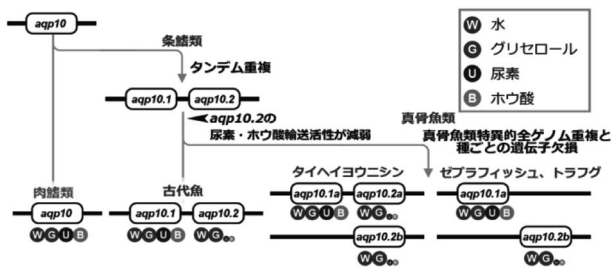 aqp10
条鰭類
タンデム重複
aqp10.1 aqp10.2
aqp10.2の
尿素・ホウ酸輸送活性が減弱
W 水
G グリセロール
U 尿素
B ホウ酸
真骨魚類
真骨魚類特異的全ゲノム重複と
種ごとの遺伝子欠損
肉鰭類
aqp10
W G U B
古代魚
aqp10.1 aqp10.2
W G U B W G
タイヘイヨウニシン
aqp10.1a aqp10.2a
W G U B W G
aqp10.2b
W G
ゼブラフィッシュ、トラフグ
aqp10.1a
W G U B
aqp10.2b
W G